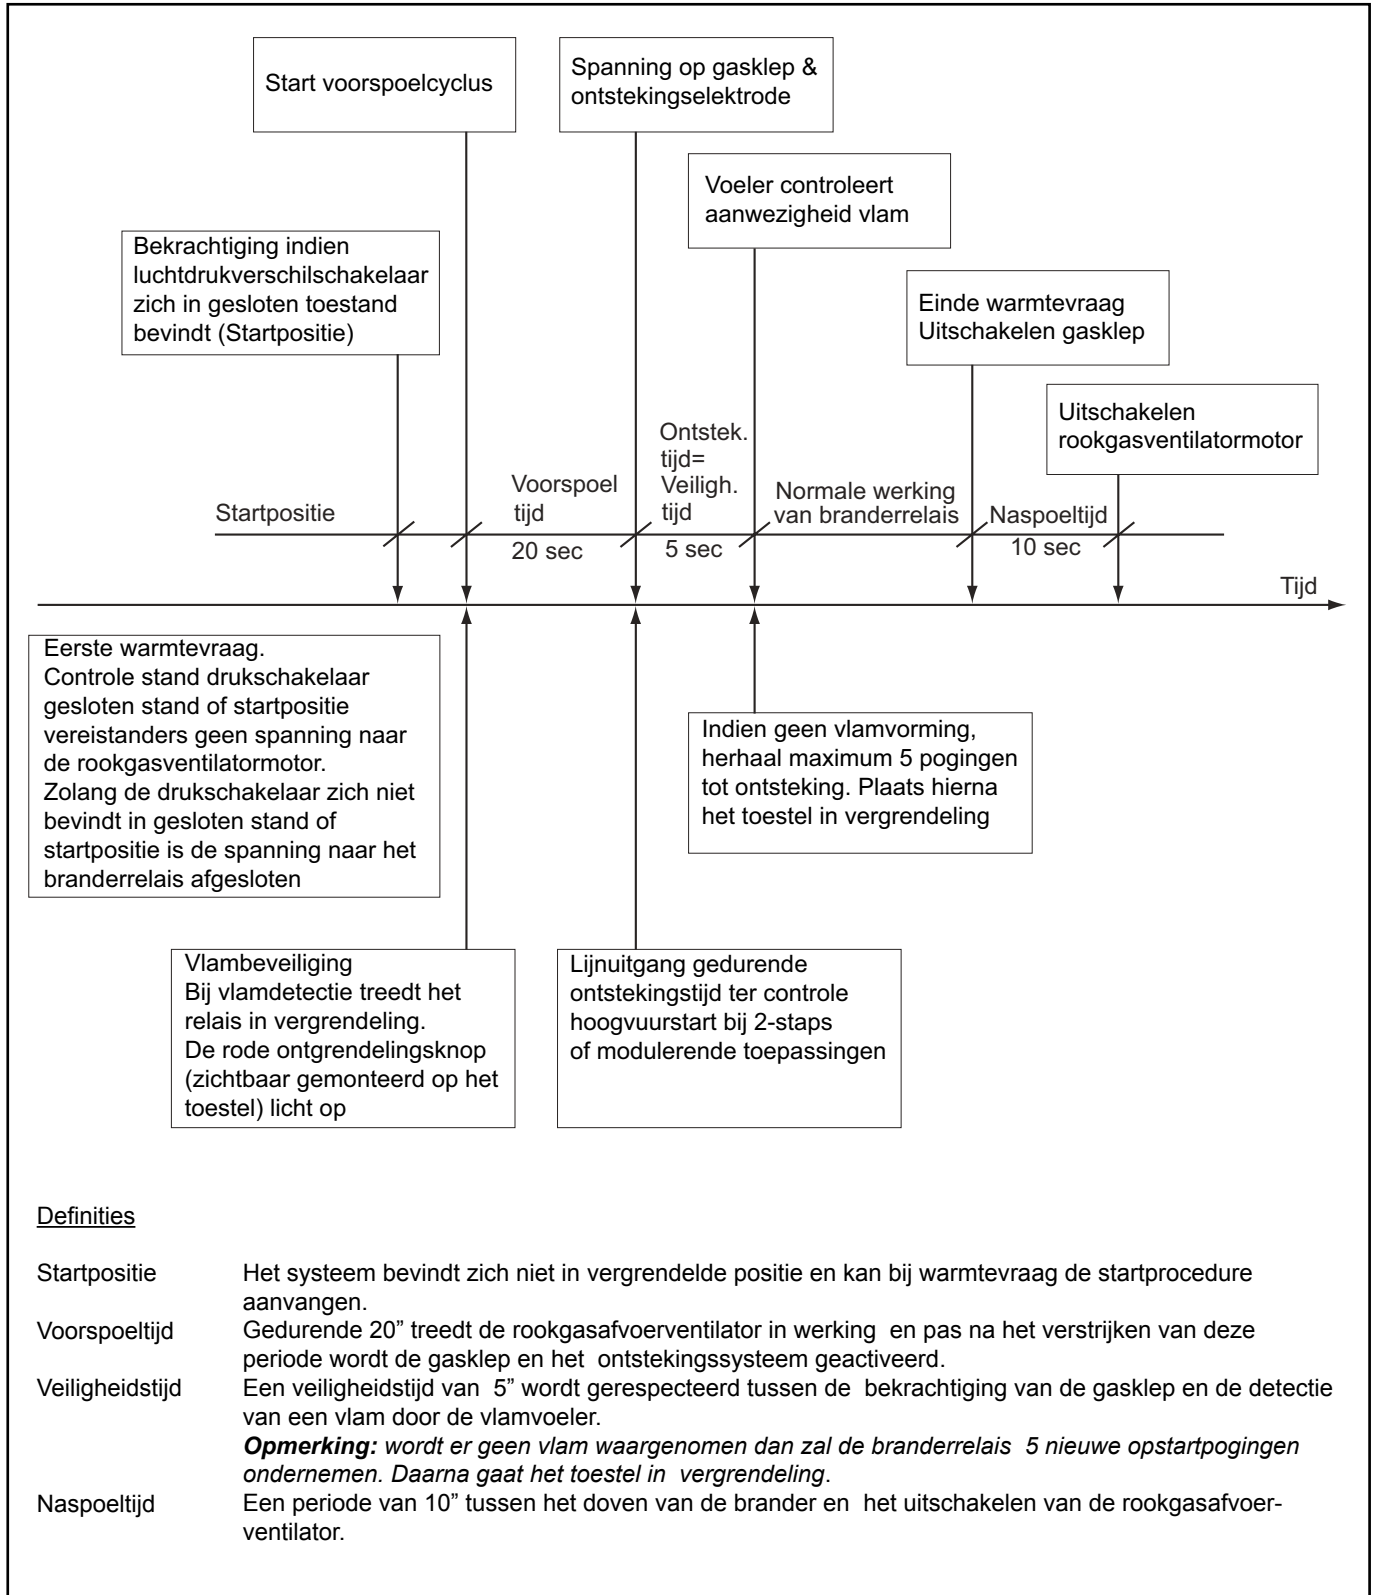 Start voorspoelcyclus
Spanning op gasklep &
ontstekingselektrode
Voeler controleert
aanwezigheid vlam
Bekrachtiging indien
luchtdrukverschilschakelaar
zich in gesloten toestand
bevindt (Startpositie)
Einde warmtevraag
Uitschakelen gasklep
Uitschakelen
rookgasventilatormotor
Startpositie
Voorspoel
tijd
20 sec
Ontstek.
tijd=
Veiligh.
tijd
5 sec
Normale werking
van branderrelais
Naspoeltijd
10 sec
Tijd
Eerste warmtevraag.
Controle stand drukschakelaar
gesloten stand of startpositie
vereistanders geen spanning naar
de rookgasventilatormotor.
Zolang de drukschakelaar zich niet
bevindt in gesloten stand of
startpositie is de spanning naar het
branderrelais afgesloten
Indien geen vlamvorming,
herhaal maximum 5 pogingen
tot ontsteking. Plaats hierna
het toestel in vergrendeling
Vlambeveiliging
Bij vlamdetectie treedt het
relais in vergrendeling.
De rode ontgrendelingsknop
(zichtbaar gemonteerd op het
toestel) licht op
Lijnuitgang gedurende
ontstekingstijd ter controle
hoogvuurstart bij 2-staps
of modulerende toepassingen
Definities
Startpositie Het systeem bevindt zich niet in vergrendelde positie en kan bij warmtevraag de startprocedure
aanvangen.
Voorspoeltijd Gedurende 20” treedt de rookgasafvoerventilator in werking en pas na het verstrijken van deze
periode wordt de gasklep en het ontstekingssysteem geactiveerd.
Veiligheidstijd Een veiligheidstijd van 5” wordt gerespecteerd tussen de bekrachtiging van de gasklep en de detectie
van een vlam door de vlamvoeler.
Opmerking: wordt er geen vlam waargenomen dan zal de branderrelais 5 nieuwe opstartpogingen
ondernemen. Daarna gaat het toestel in vergrendeling.
Naspoeltijd Een periode van 10” tussen het doven van de brander en het uitschakelen van de rookgasafvoer-
ventilator.